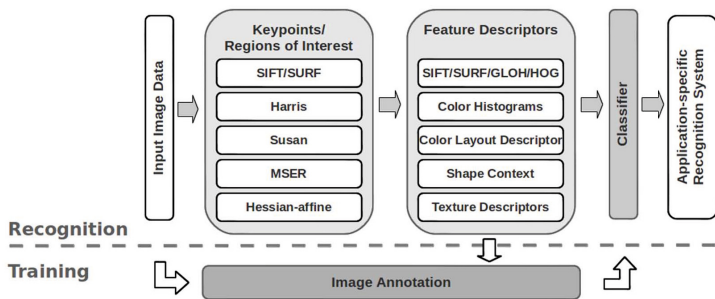 Input Image Data
Keypoints/
Regions of Interest
SIFT/SURF
Harris
Susan
MSER
Hessian-affine
Feature Descriptors
SIFT/SURF/GLOH/HOG
Color Histograms
Color Layout Descriptor
Shape Context
Texture Descriptors
Classifier
Application-specific
Recognition System
Recognition
Training
Image Annotation